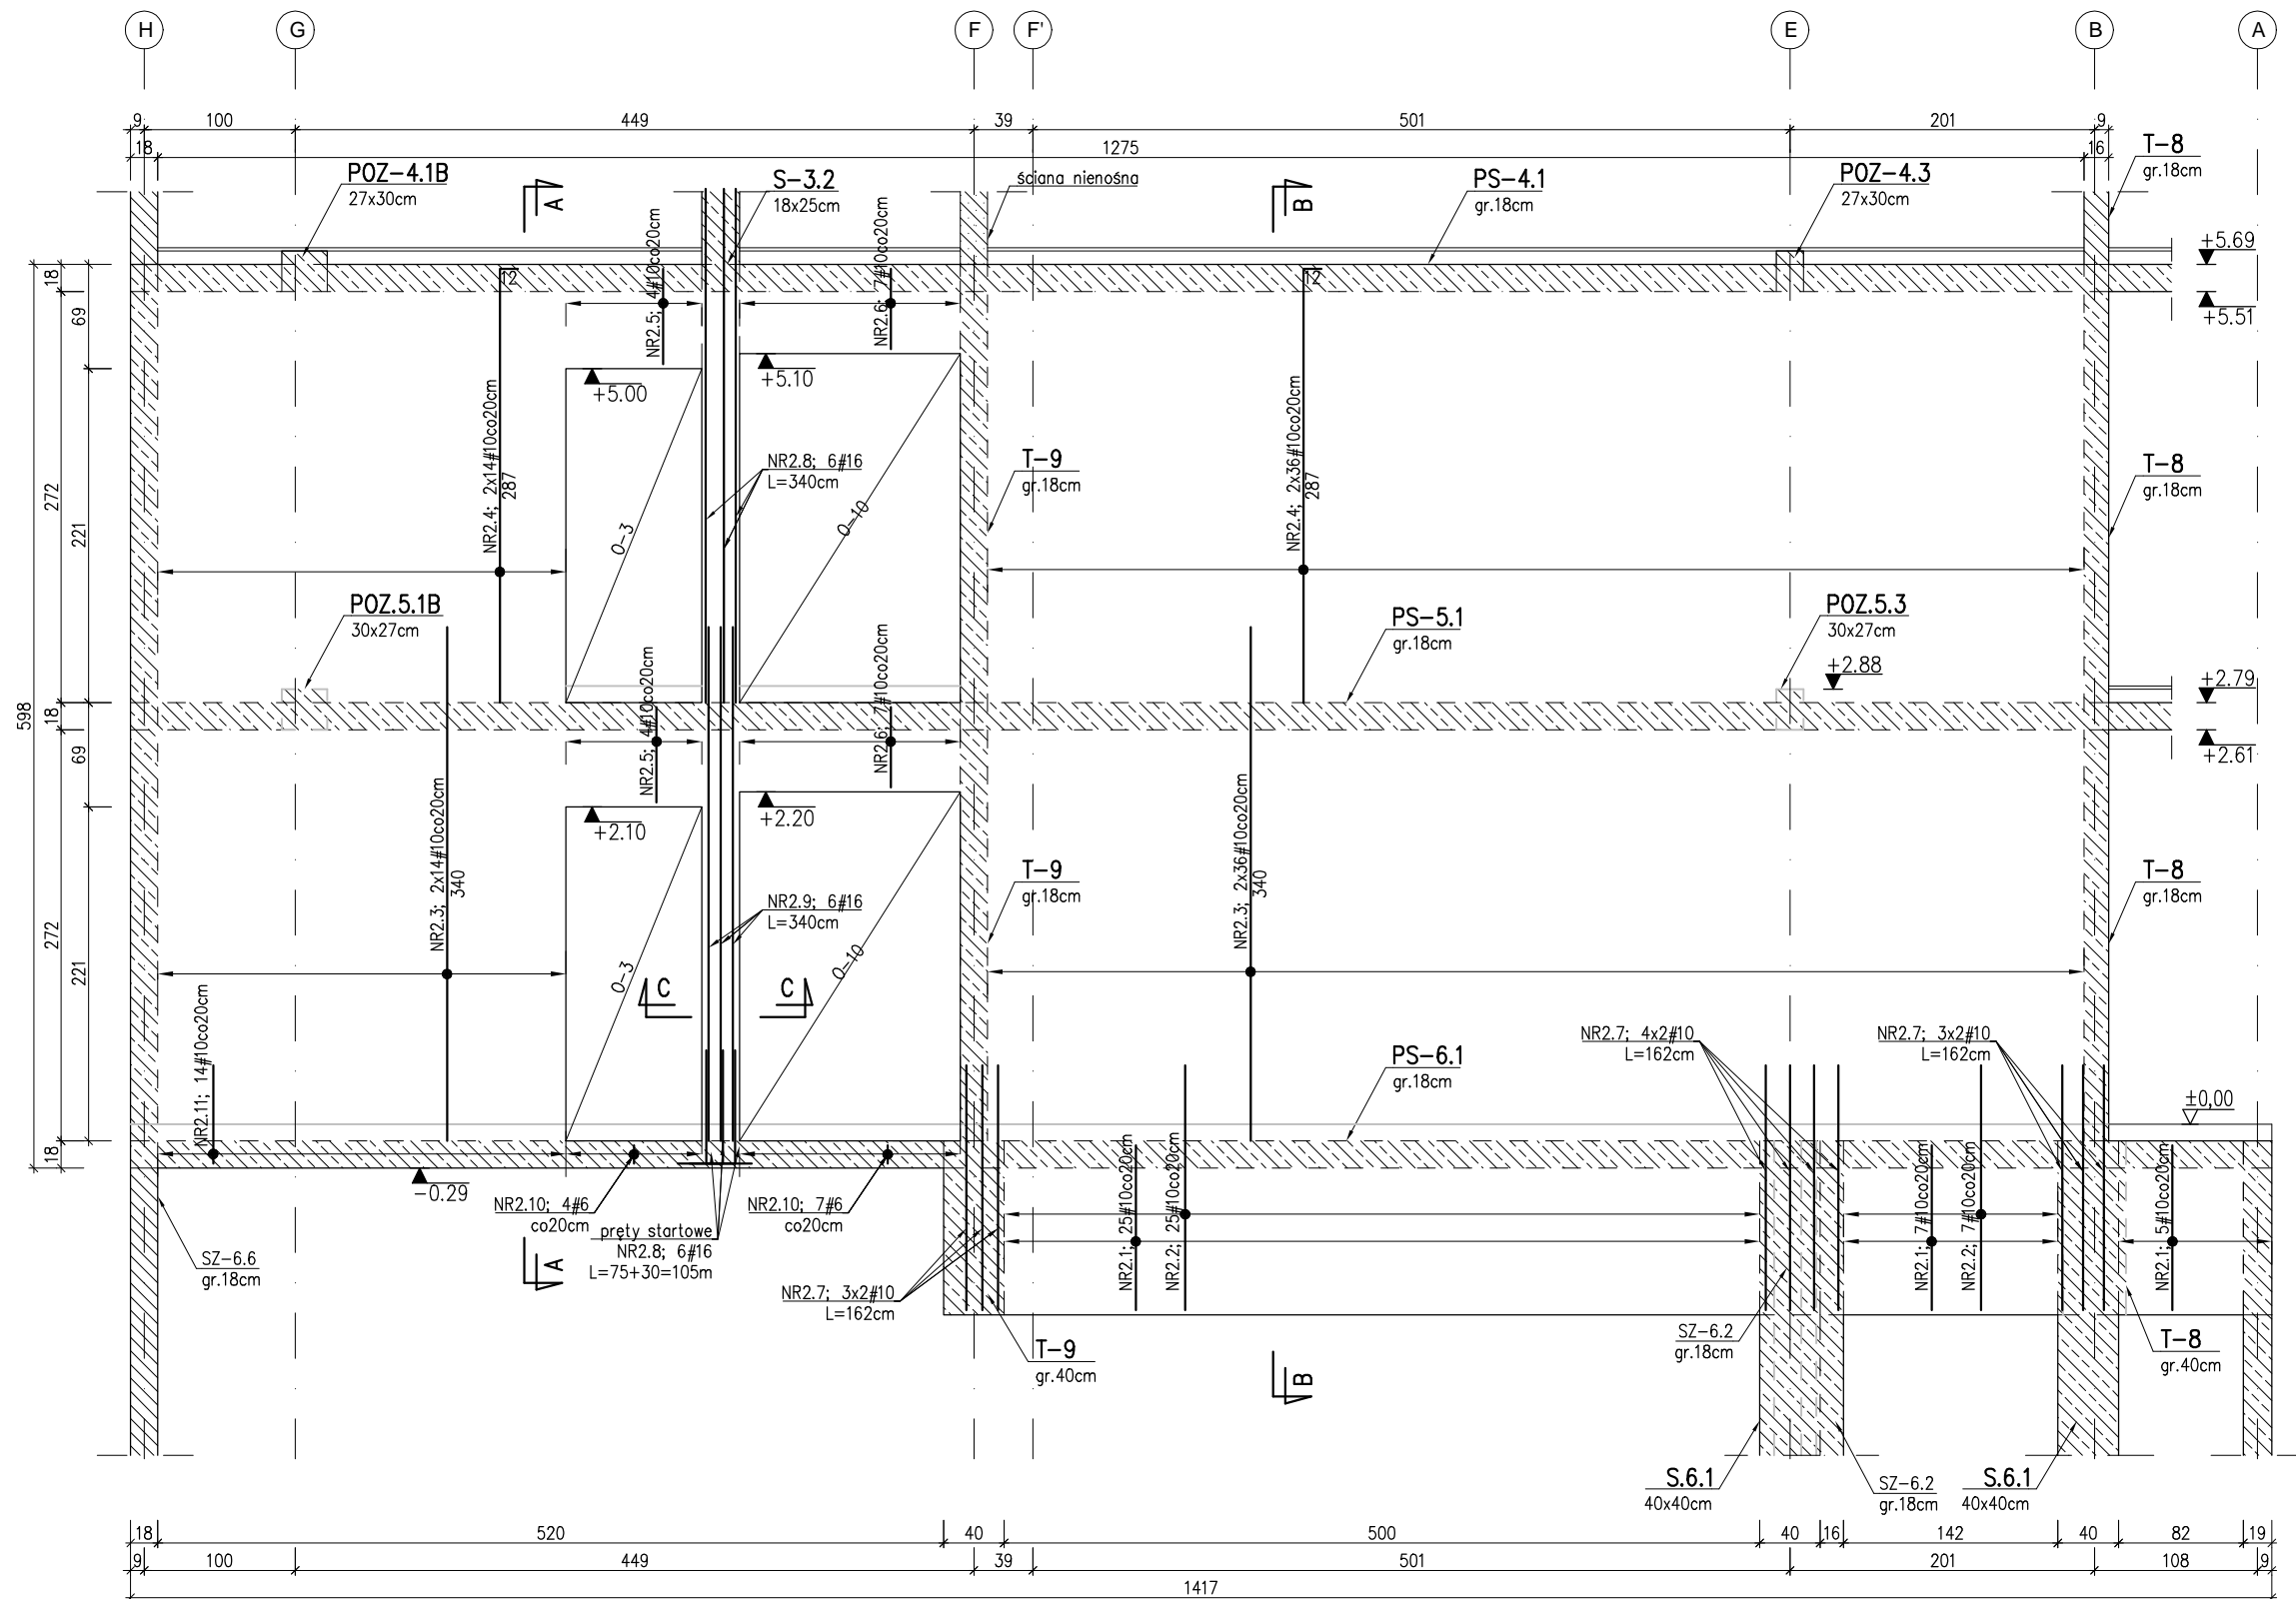 H
G
F
F'
E
B
A
9
100
449
39
501
201
9
18
1275
16
POZ-4.1B
27x30cm
A
S-3.2
18x25cm
ściana nienośna
B
PS-4.1
gr.18cm
POZ-4.3
27x30cm
T-8
gr.18cm
+5.69
+5.51
18
69
272
221
598
18
69
272
221
18
12
12
NR2.5; 4#10co20cm
NR2.6; 7#10co20cm
+5.00
+5.10
NR2.4; 2x14#10co20cm
287
NR2.8; 6#16
L=340cm
O-3
O-10
T-9
gr.18cm
NR2.4; 2x36#10co20cm
287
T-8
gr.18cm
POZ.5.1B
30x27cm
PS-5.1
gr.18cm
POZ.5.3
30x27cm
+2.88
+2.79
+2.61
NR2.5; 4#10co20cm
NR2.6; 7#10co20cm
+2.10
+2.20
NR2.3; 2x14#10co20cm
340
NR2.9; 6#16
L=340cm
O-3
O-10
C
C
T-9
gr.18cm
NR2.3; 2x36#10co20cm
340
T-8
gr.18cm
NR2.11; 14#10co20cm
PS-6.1
gr.18cm
NR2.7; 4x2#10
L=162cm
NR2.7; 3x2#10
L=162cm
±0,00
-0.29
NR2.10; 4#6
co20cm
pręty startowe
NR2.8; 6#16
L=75+30=105m
NR2.10; 7#6
co20cm
NR2.7; 3x2#10
L=162cm
NR2.1; 25#10co20cm
NR2.2; 25#10co20cm
NR2.1; 7#10co20cm
NR2.2; 7#10co20cm
NR2.1; 5#10co20cm
SZ-6.6
gr.18cm
A
B
T-9
gr.40cm
SZ-6.2
gr.18cm
T-8
gr.40cm
S.6.1
40x40cm
SZ-6.2
gr.18cm
S.6.1
40x40cm
18
520
40
500
40
16
142
40
82
19
9
100
449
39
501
201
108
9
1417